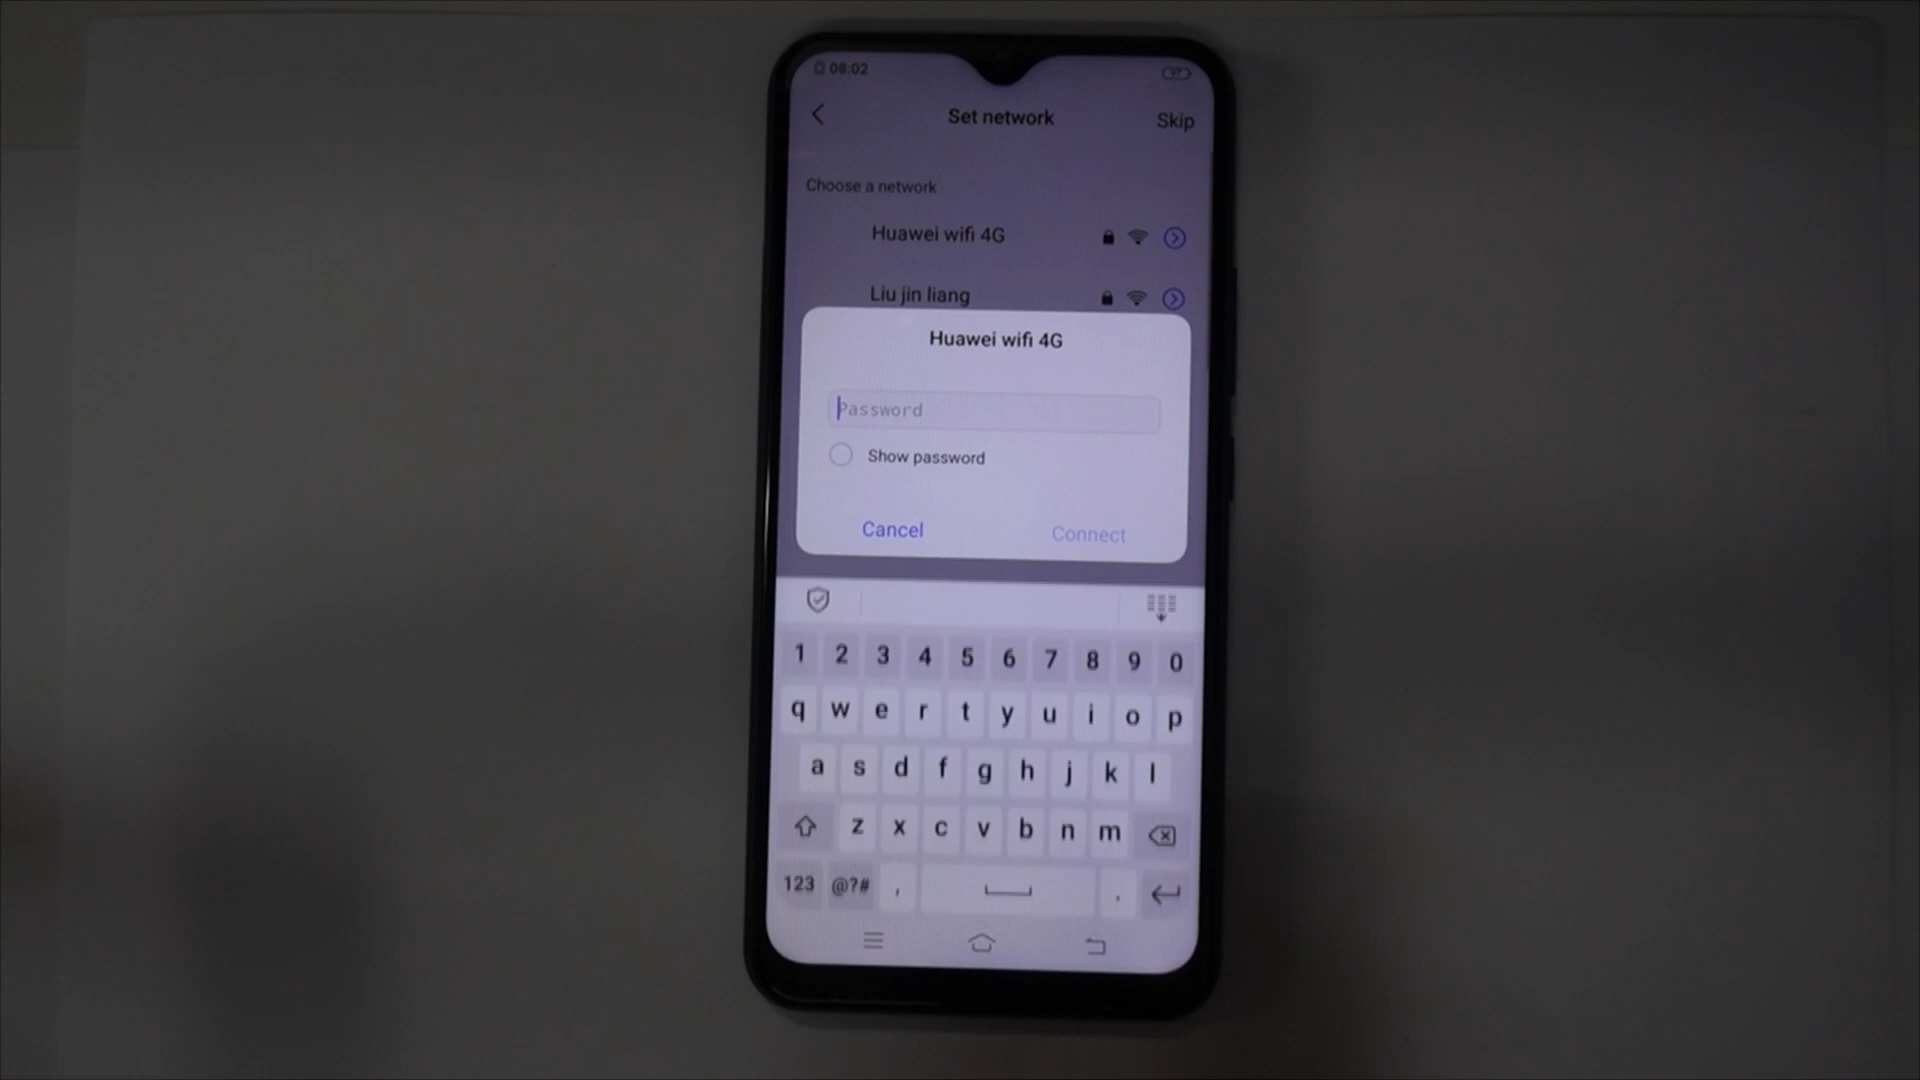 08:02
97
Set network
Skip
Choose a network
Huawei wifi 4G
Liu jin liang
Huawei wifi 4G
Password
Show password
Cancel
Connect
1 2 3 4 5 6 7 8 9 0
q w e r t y u i o p
a s d f g h j k l
z x c v b n m
123 @?# , .